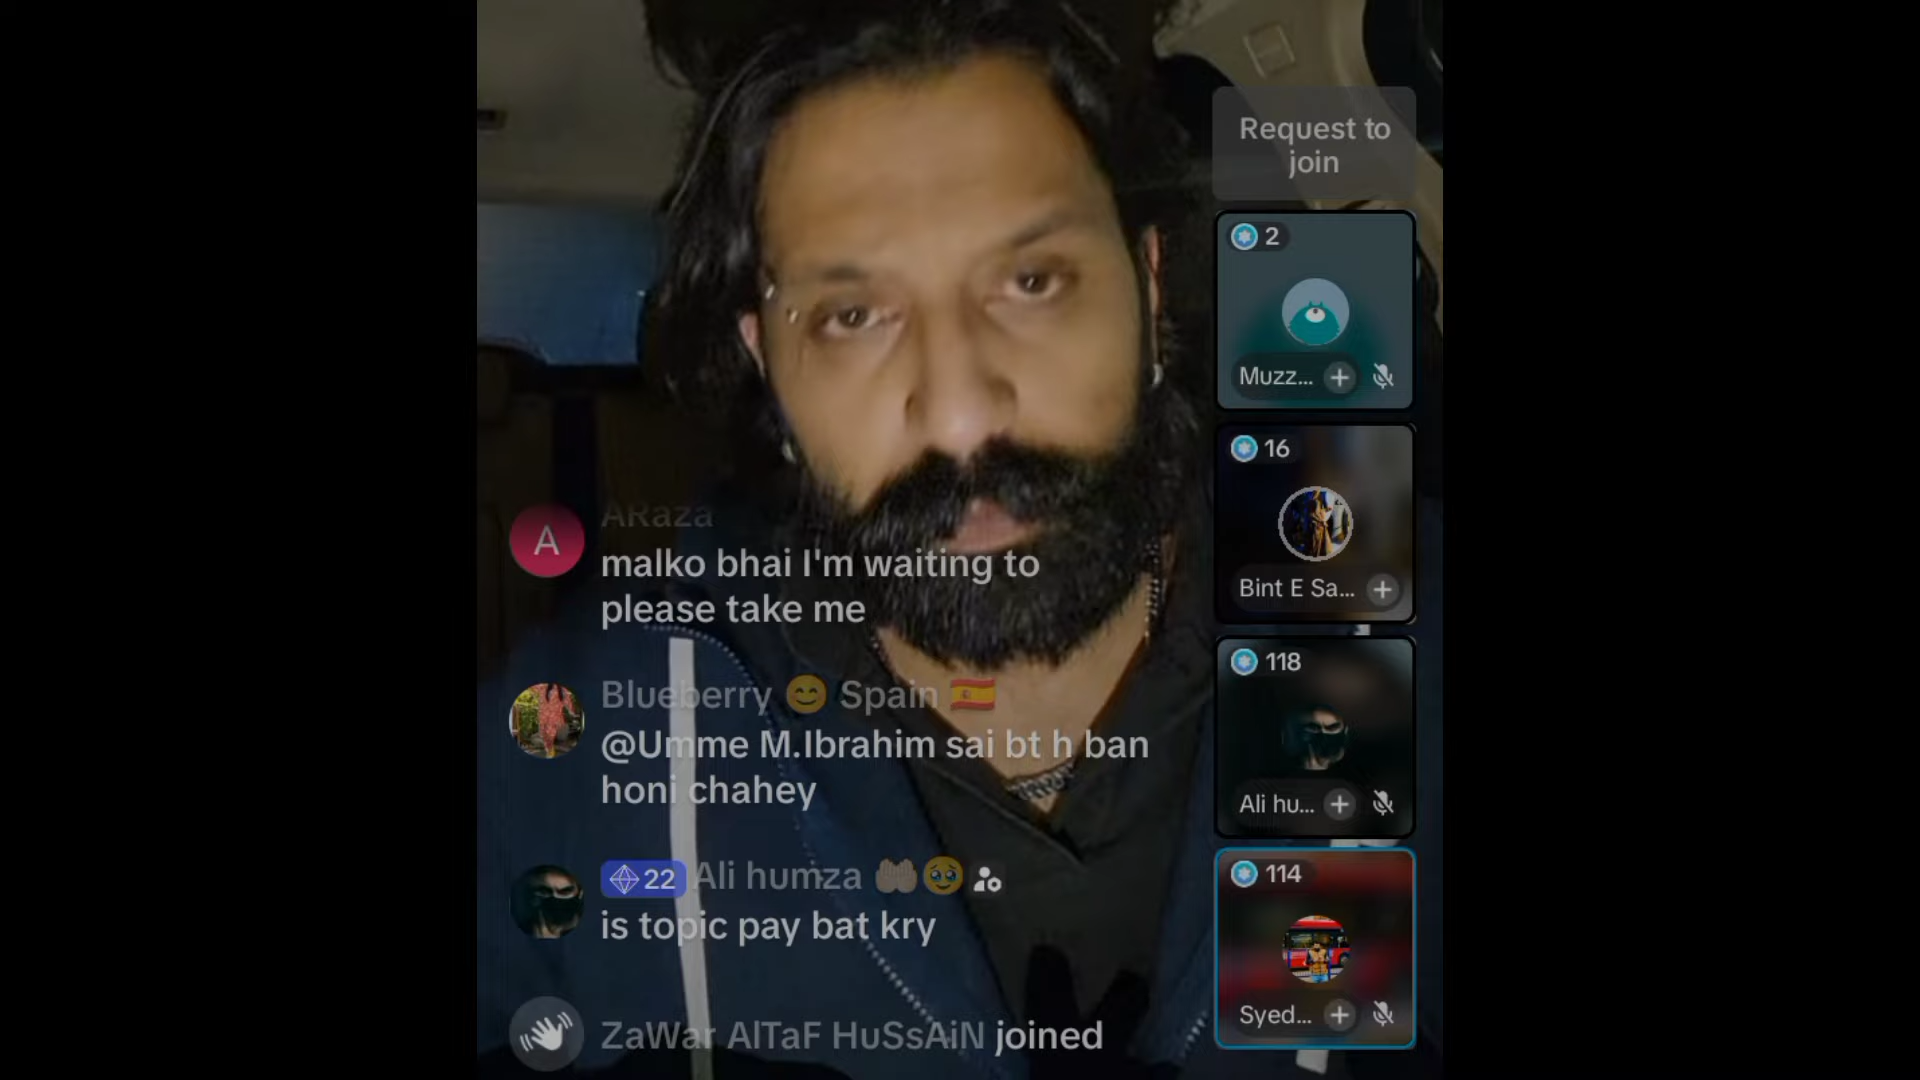 Request to
join
2
Muzz...
16
Bint E Sa...
118
Ali hu...
114
Syed...
ARaza
A
malko bhai I'm waiting to
please take me
Blueberry 😊 Spain 🇪🇸
@Umme M.Ibrahim sai bt h ban
honi chahey
22 Ali humza 🤲🥹
is topic pay bat kry
ZaWar AlTaF HuSsAiN joined